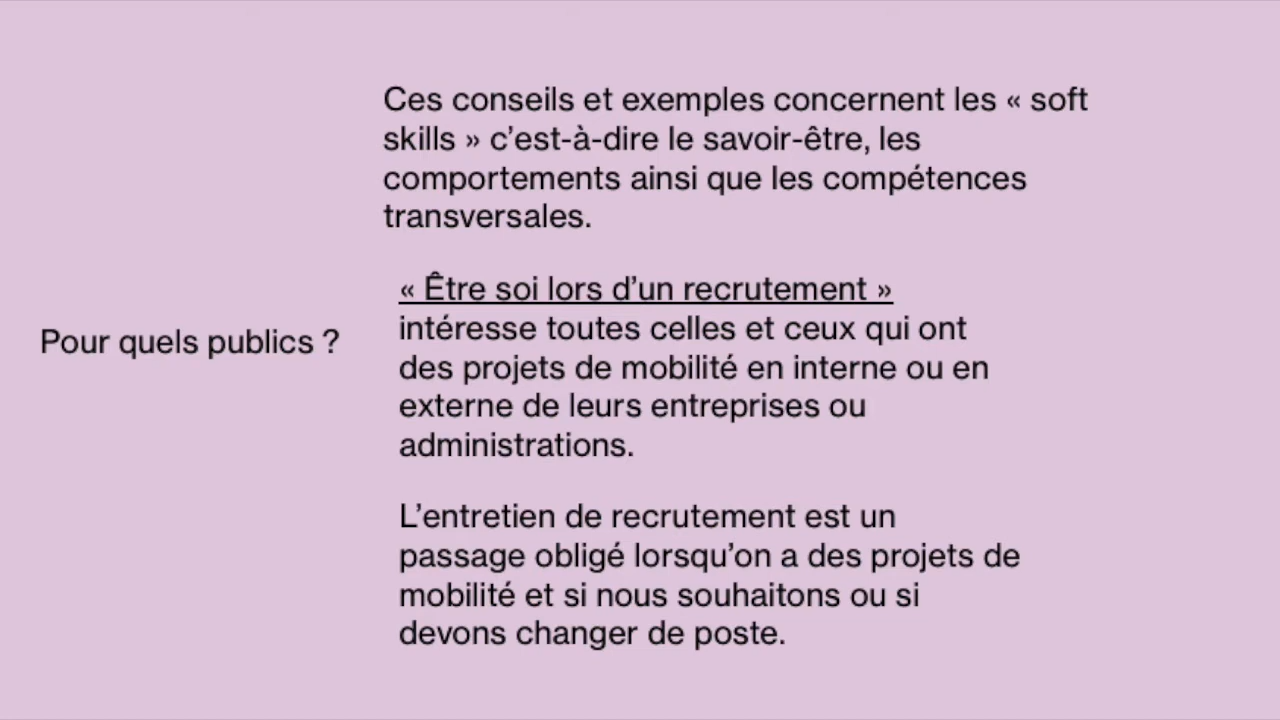 Ces conseils et exemples concernent les « soft
skills » c’est-à-dire le savoir-être, les
comportements ainsi que les compétences
transversales.
Pour quels publics ?
« Être soi lors d’un recrutement »
intéresse toutes celles et ceux qui ont
des projets de mobilité en interne ou en
externe de leurs entreprises ou
administrations.
L’entretien de recrutement est un
passage obligé lorsqu’on a des projets de
mobilité et si nous souhaitons ou si
devons changer de poste.